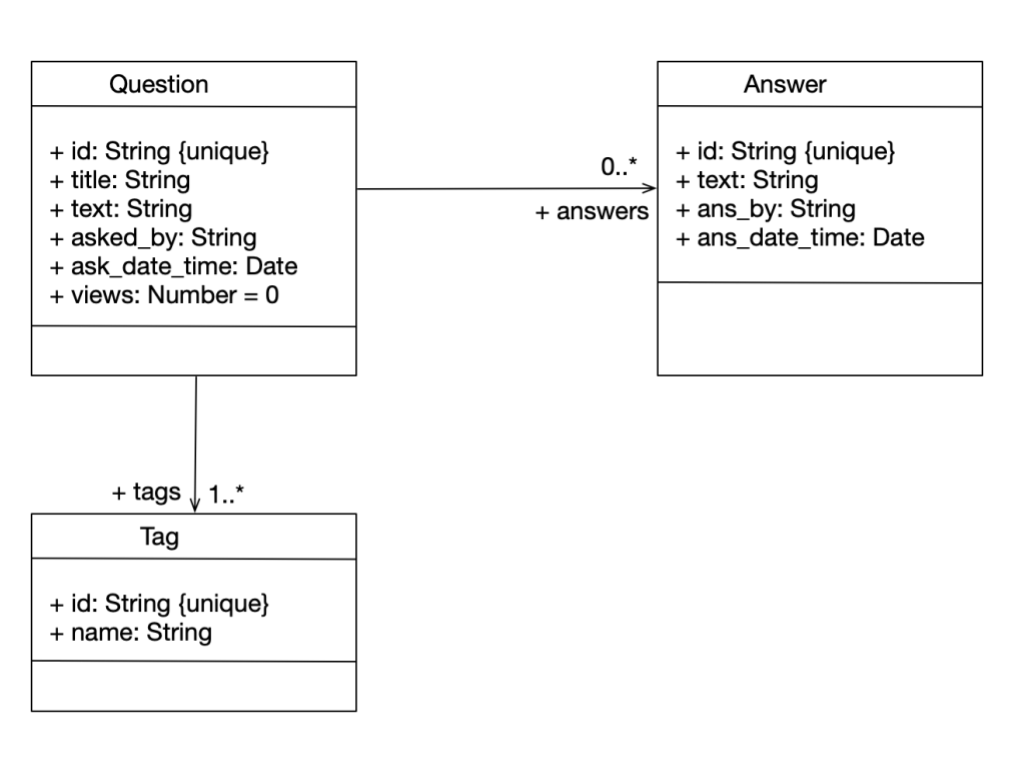 Question
+ id: String {unique}
+ title: String
+ text: String
+ asked_by: String
+ ask_date_time: Date
+ views: Number = 0
0..*
+ answers
Answer
+ id: String {unique}
+ text: String
+ ans_by: String
+ ans_date_time: Date
+ tags 1..*
Tag
+ id: String {unique}
+ name: String